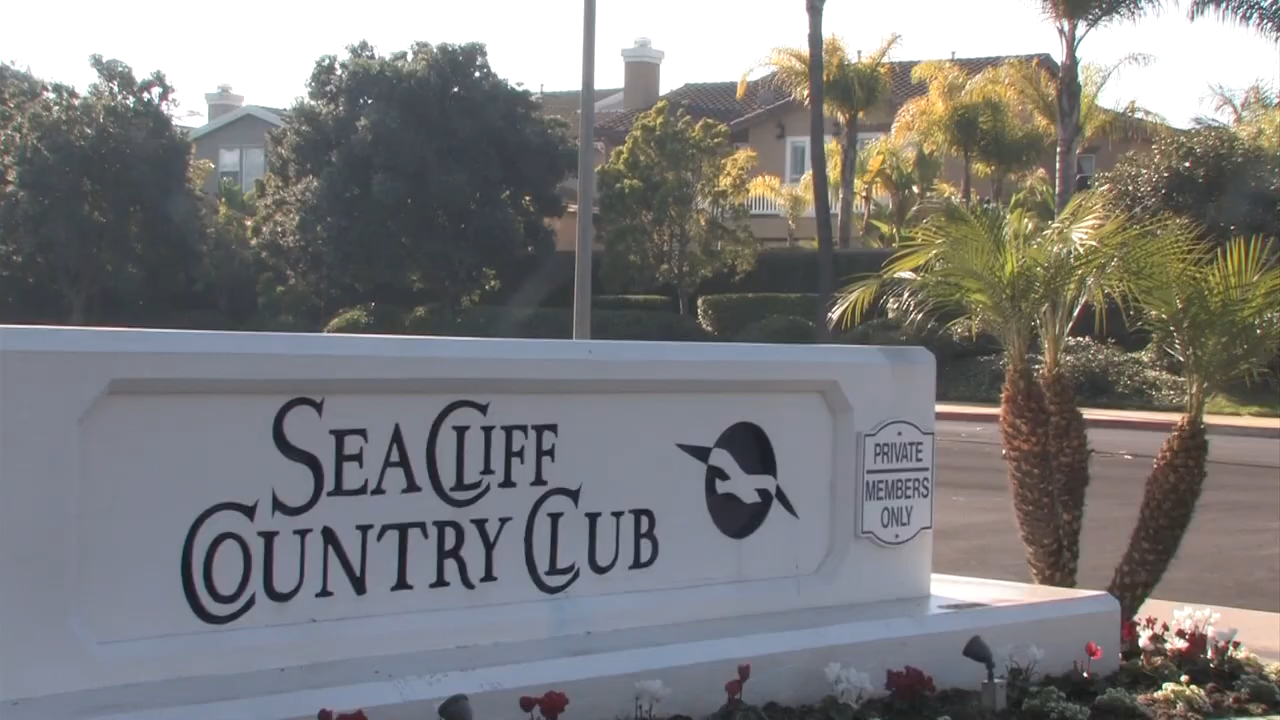 SEACLIFF
COUNTRY CLUB
PRIVATE
MEMBERS
ONLY